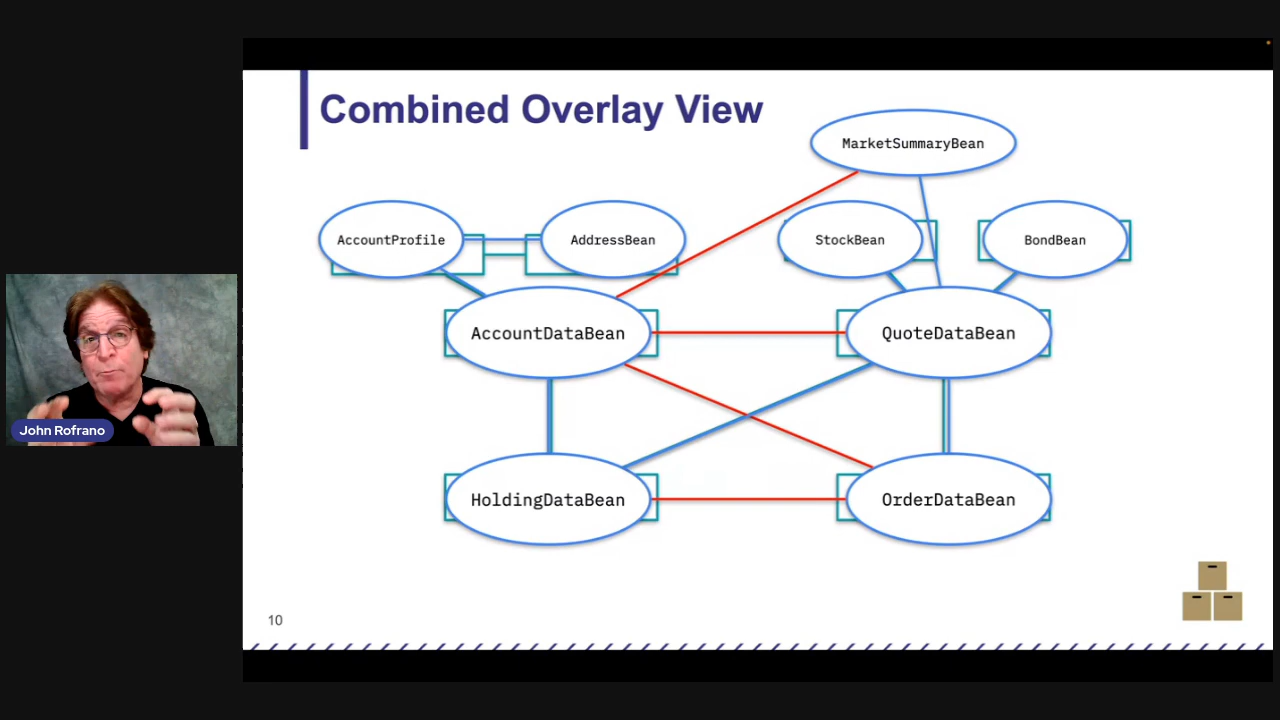 Combined Overlay View
MarketSummaryBean
AccountProfile
AddressBean
StockBean
BondBean
AccountDataBean
QuoteDataBean
John Rofrano
HoldingDataBean
OrderDataBean
10